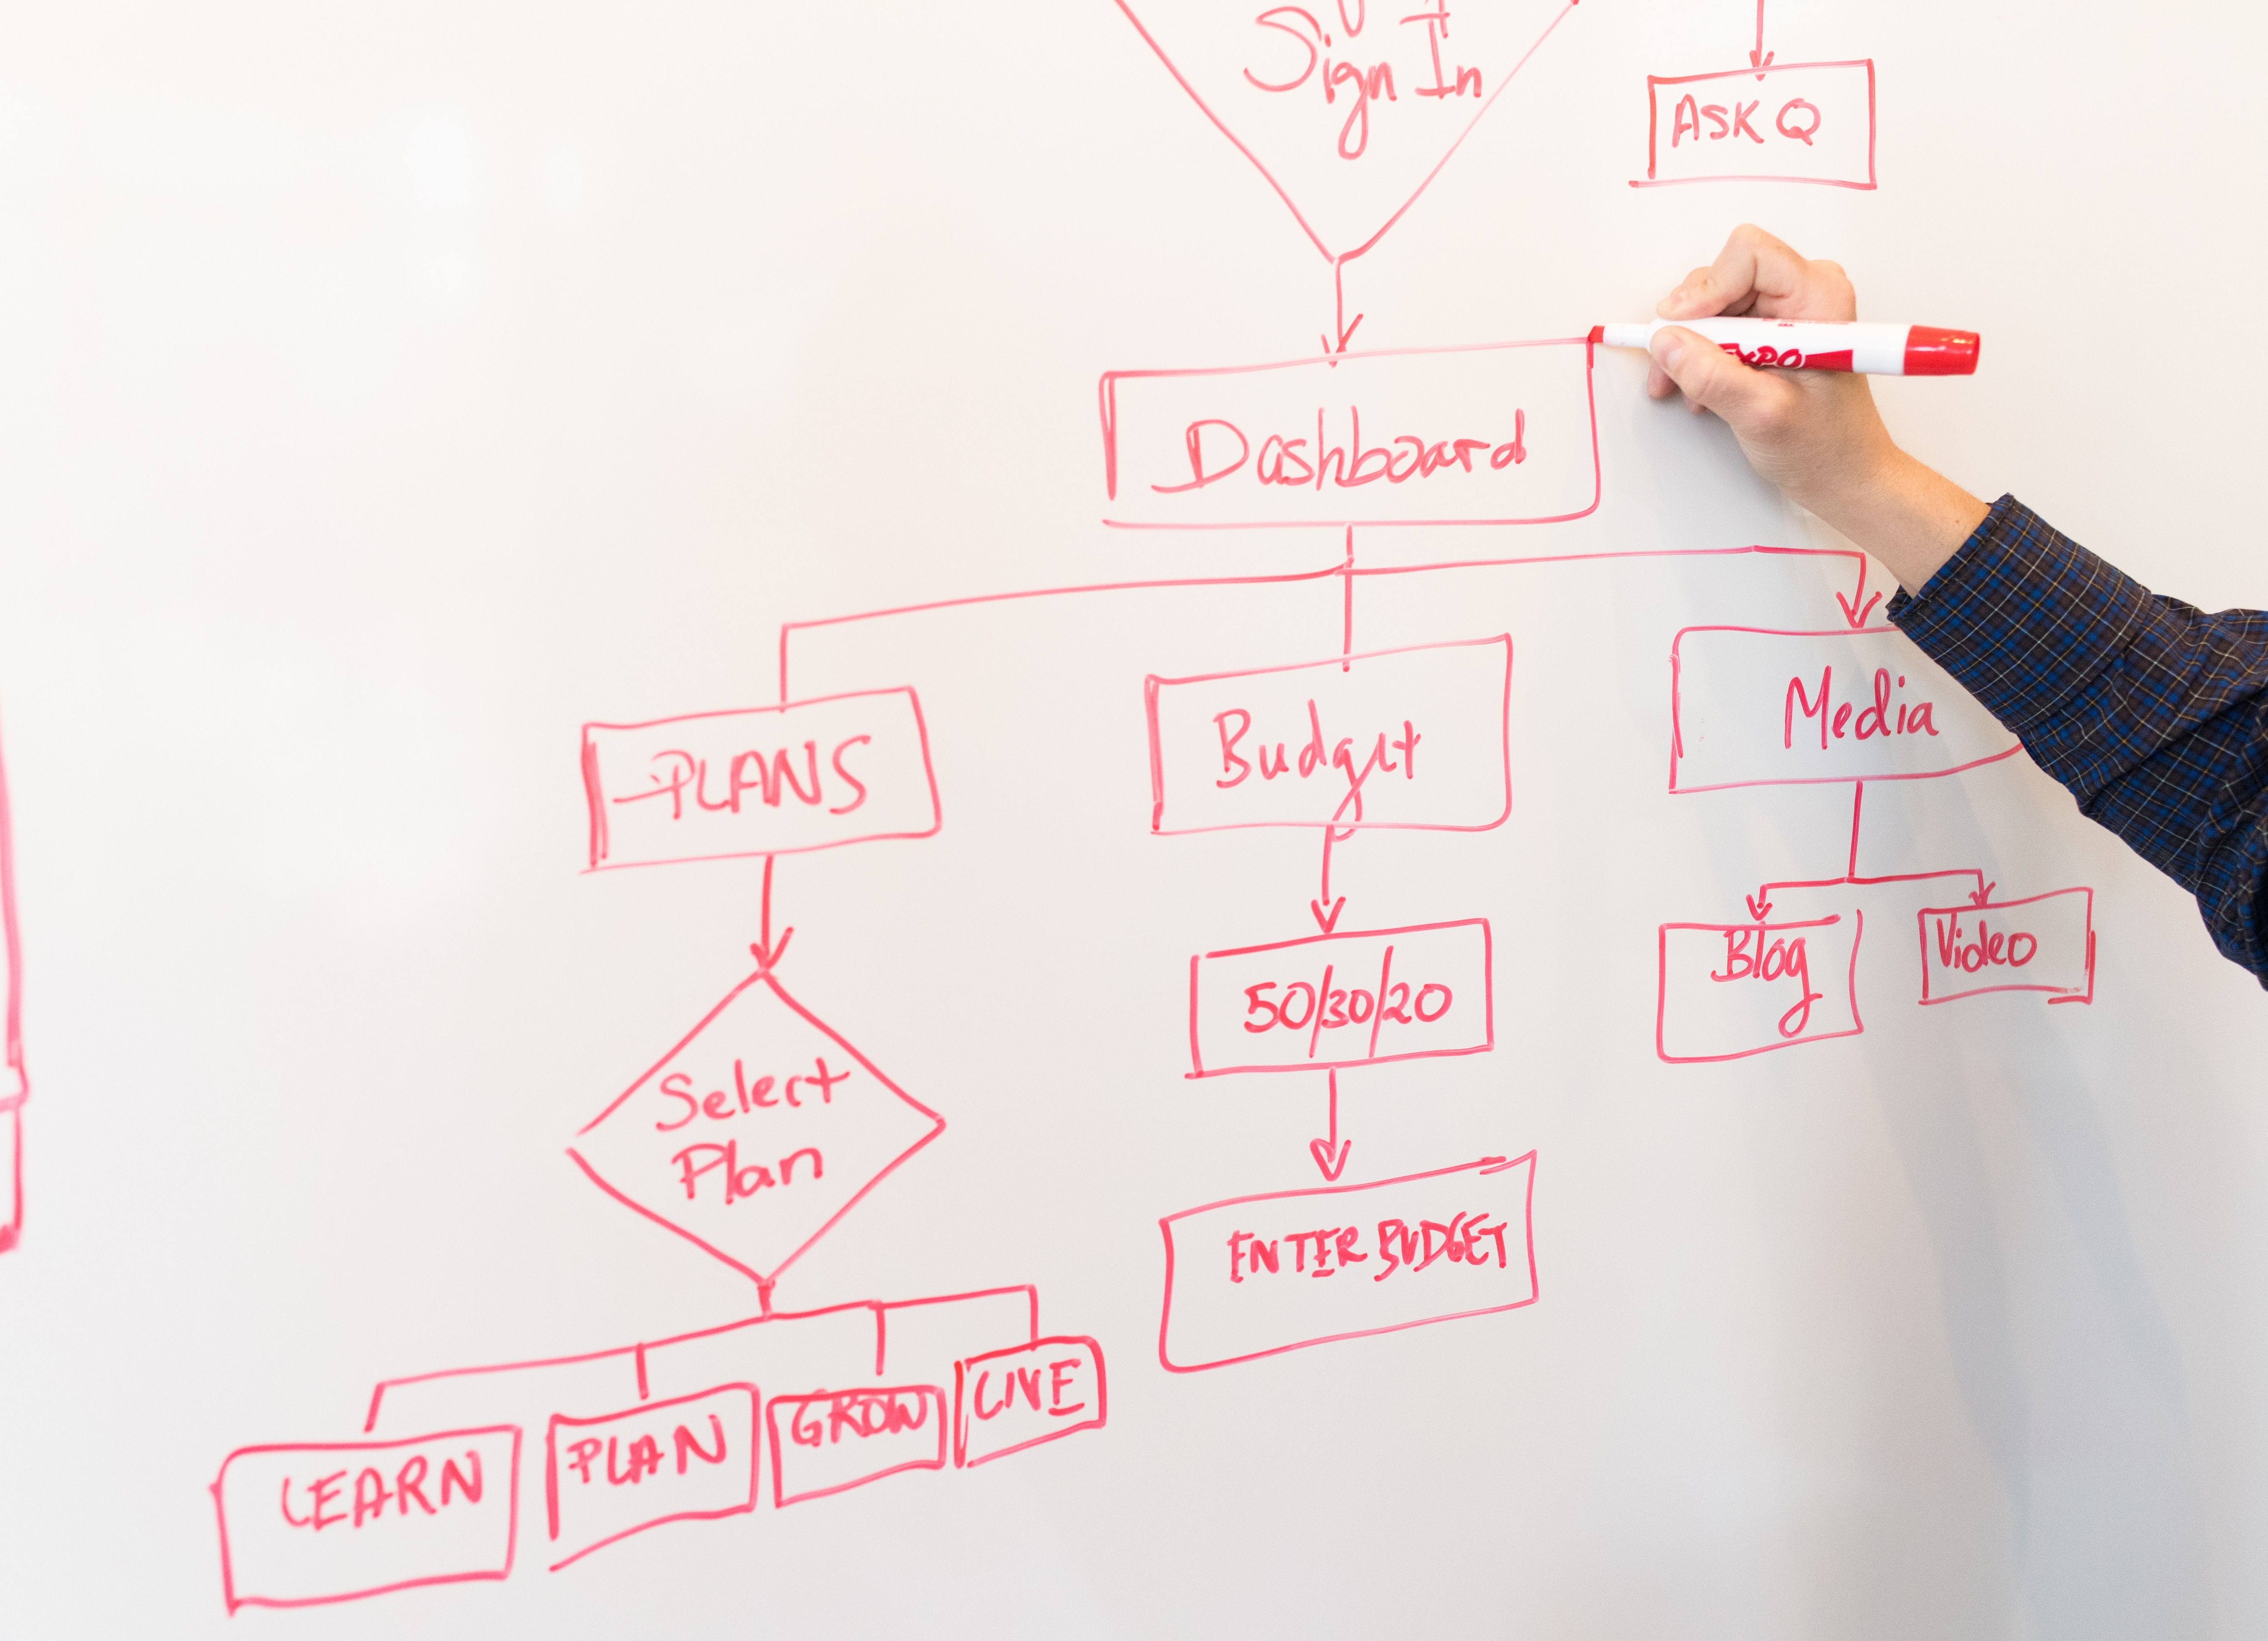 Sign In
ASK Q
EXPO
Dashboard
PLANS
Budget
Media
Select
Plan
50/30/20
Blog
Video
ENTER BUDGET
LEARN
PLAN
GROW
LIVE